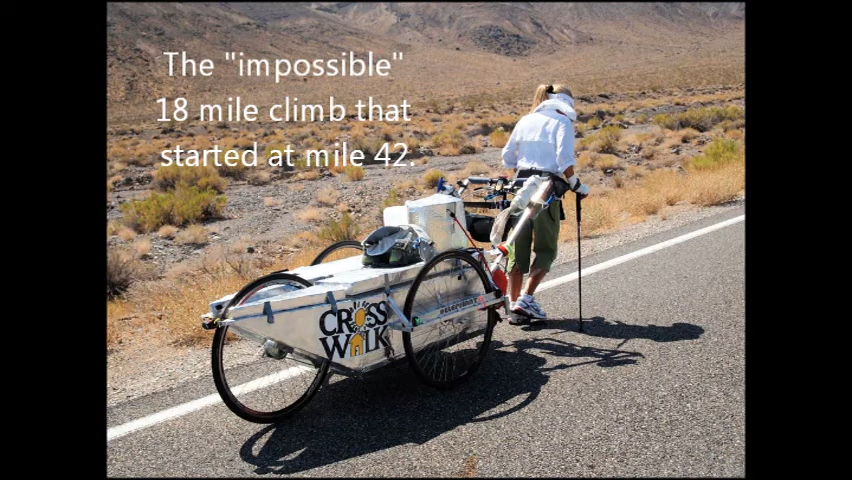 The "impossible"
18 mile climb that
started at mile 42.
CROSS
WALK